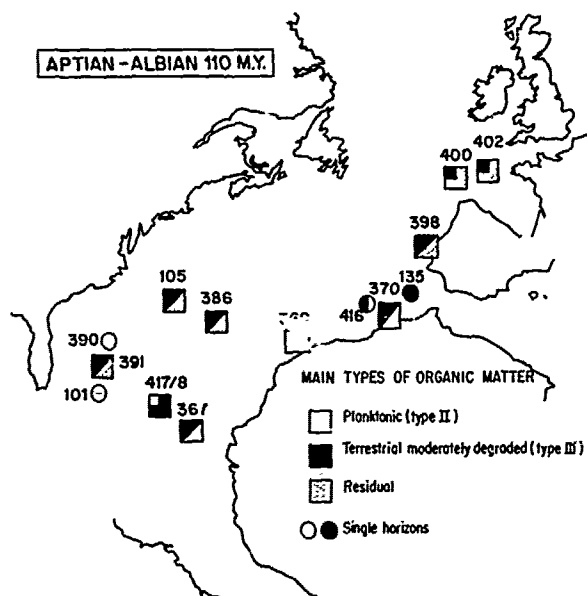 APTIAN-ALBIAN 110 M.Y.
402
400
398
135
370
416
105
386
390
391
101
417/8
MAIN TYPES OF ORGANIC MATTER
Planktonic (type II)
Terrestrial moderately degraded (type III)
Residual
Single horizons